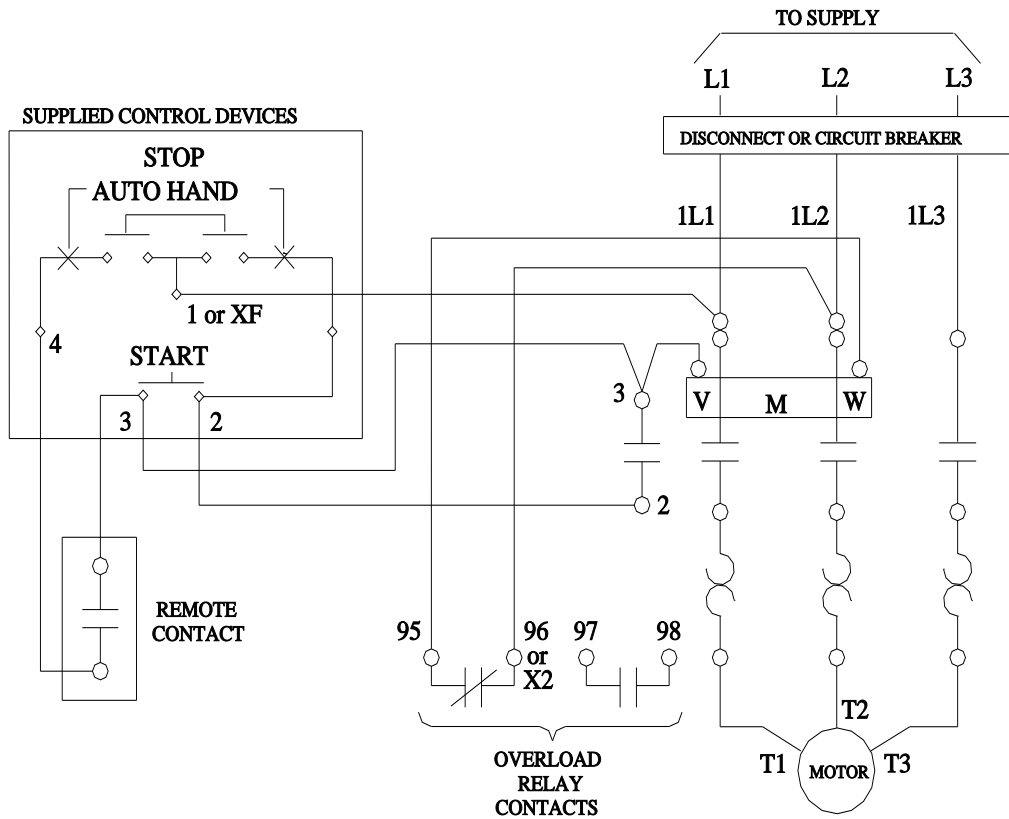 TO SUPPLY
L1 L2 L3
SUPPLIED CONTROL DEVICES
DISCONNECT OR CIRCUIT BREAKER
STOP
AUTO HAND
1L1 1L2 1L3
1 or XF
4
START
3
V M W
3 2
2
REMOTE
CONTACT
95 96 97 98
or
X2
T2
T1 MOTOR T3
OVERLOAD
RELAY
CONTACTS